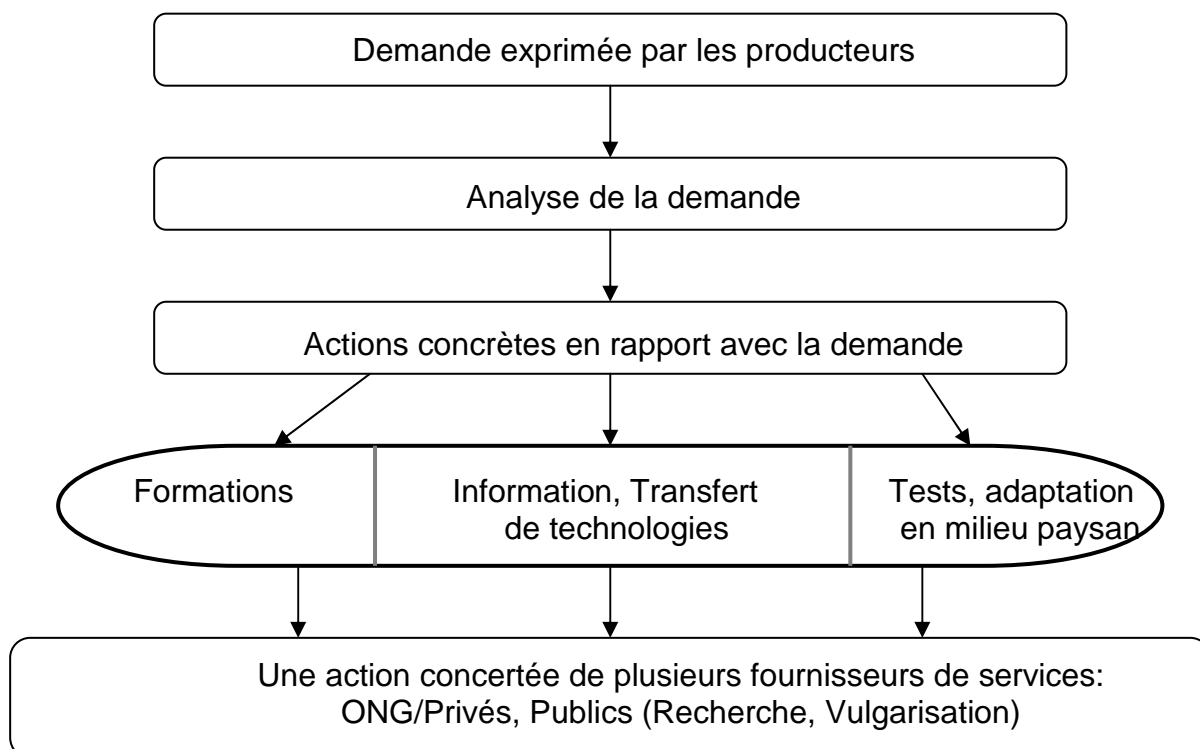 Demande exprimée par les producteurs
Analyse de la demande
Actions concrètes en rapport avec la demande
Formations
Information, Transfert
de technologies
Tests, adaptation
en milieu paysan
Une action concertée de plusieurs fournisseurs de services:
ONG/Privés, Publics (Recherche, Vulgarisation)